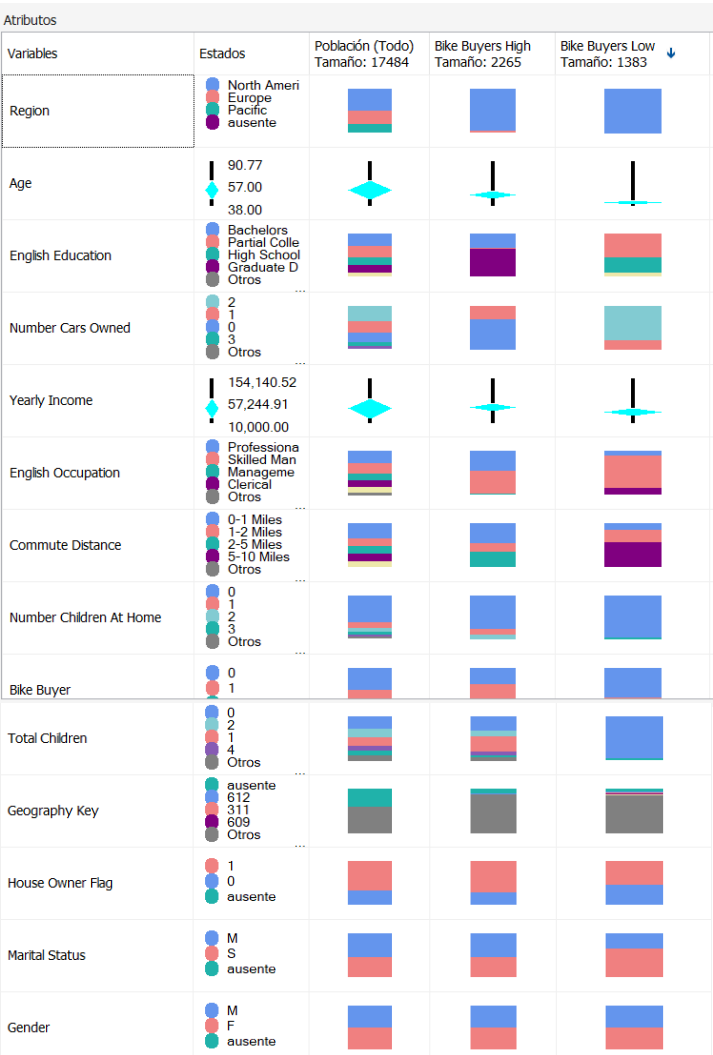 Atributos
Variables
Estados
Población (Todo)
Tamaño: 17484
Bike Buyers High
Tamaño: 2265
Bike Buyers Low
Tamaño: 1383
Region
North Ameri
Europe
Pacific
ausente
Age
90.77
57.00
38.00
English Education
Bachelors
Partial Colle
High School
Graduate D
Otros
...
Number Cars Owned
2
1
0
3
Otros
...
Yearly Income
154,140.52
57,244.91
10,000.00
English Occupation
Professiona
Skilled Man
Manageme
Clerical
Otros
...
Commute Distance
0-1 Miles
1-2 Miles
2-5 Miles
5-10 Miles
Otros
...
Number Children At Home
0
1
2
3
Otros
...
Bike Buyer
0
1
Total Children
0
2
1
4
Otros
...
Geography Key
ausente
612
311
609
Otros
...
House Owner Flag
1
0
ausente
Marital Status
M
S
ausente
Gender
M
F
ausente